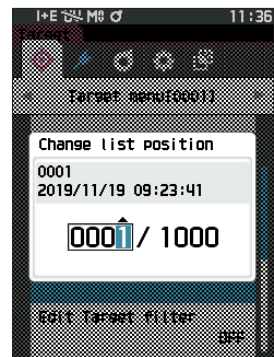 11:36
Target
Target menu[0001]
Change list position
0001
2019/11/19 09:23:41
0001 / 1000
Edit Target filter
OFF